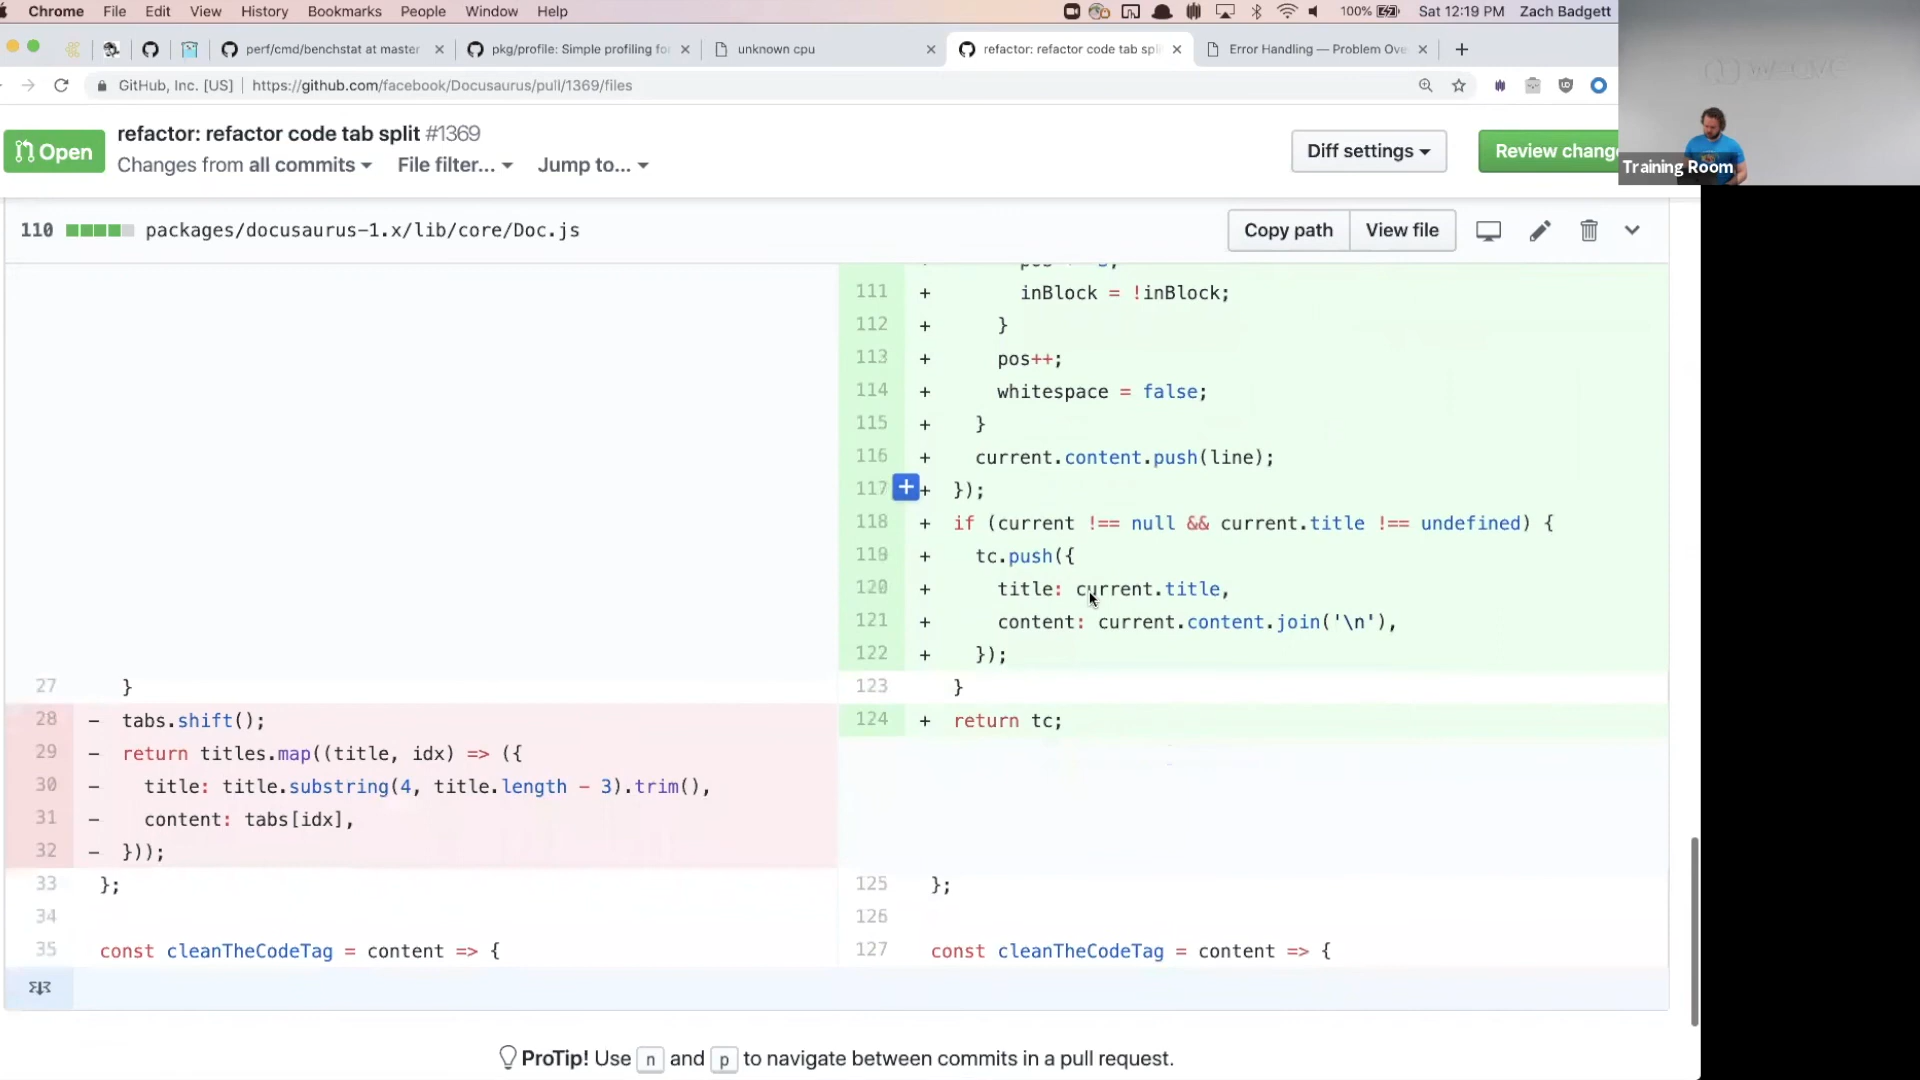 Chrome File Edit View History Bookmarks People Window Help 100% Sat 12:19 PM Zach Badgett
perf/cmd/benchstat at master × pkg/profile: Simple profiling fo × unknown cpu × refactor: refactor code tab spli × Error Handling — Problem Ove × +
GitHub, Inc. [US] | https://github.com/facebook/Docusaurus/pull/1369/files
WEAVE
Training Room
Open
refactor: refactor code tab split #1369
Changes from all commits File filter... Jump to...
Diff settings
Review chang
110 packages/docusaurus-1.x/lib/core/Doc.js
Copy path View file
111 + inBlock = !inBlock;
112 + }
113 + pos++;
114 + whitespace = false;
115 + }
116 + current.content.push(line);
117 + });
118 + if (current !== null && current.title !== undefined) {
119 + tc.push({
120 + title: current.title,
121 + content: current.content.join('\n'),
122 + });
27 } 123 }
28 - tabs.shift(); 124 + return tc;
29 - return titles.map((title, idx) => ({
30 - title: title.substring(4, title.length - 3).trim(),
31 - content: tabs[idx],
32 - }));
33 }; 125 };
34 126
35 const cleanTheCodeTag = content => { 127 const cleanTheCodeTag = content => {
ProTip! Use n and p to navigate between commits in a pull request.